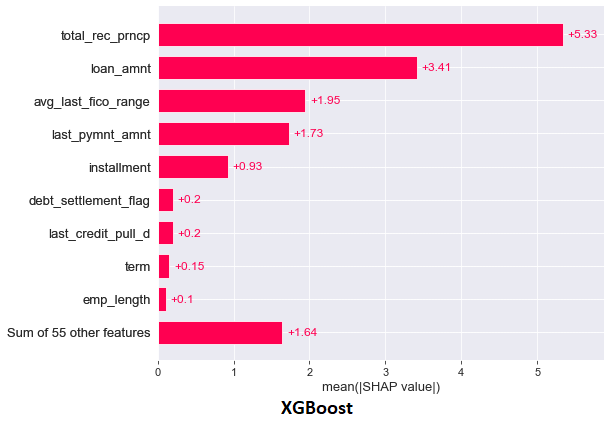 total_rec_prncp +5.33
loan_amnt +3.41
avg_last_fico_range +1.95
last_pymnt_amnt +1.73
installment +0.93
debt_settlement_flag +0.2
last_credit_pull_d +0.2
term +0.15
emp_length +0.1
Sum of 55 other features +1.64
0 1 2 3 4 5
mean(|SHAP value|)
XGBoost